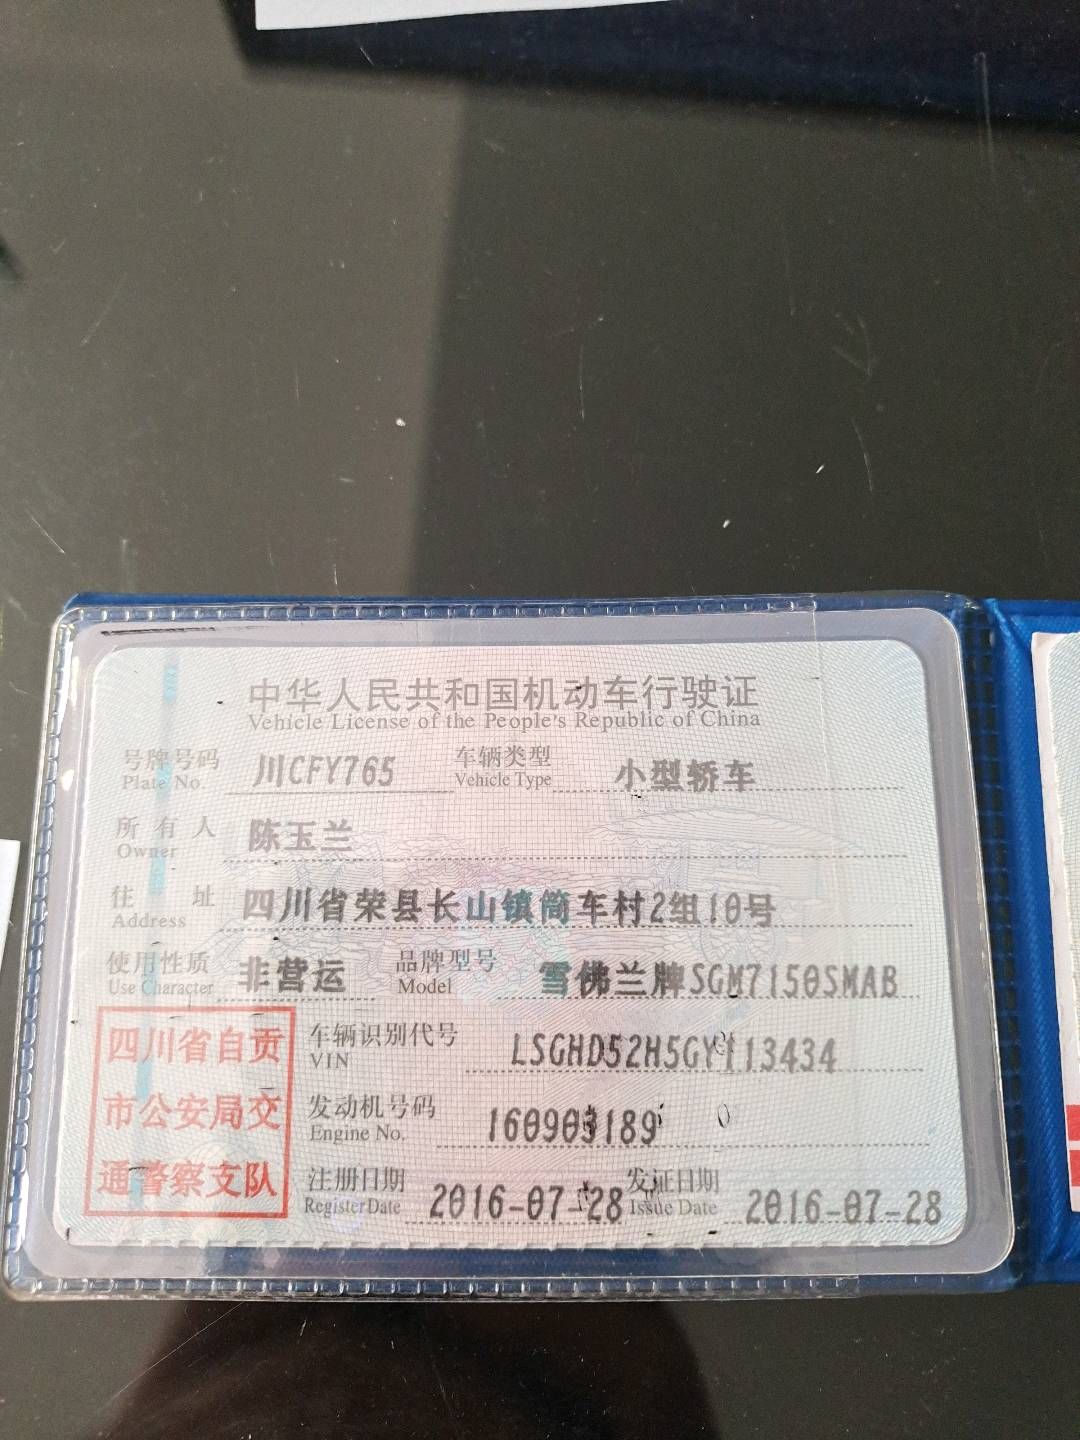 中华人民共和国机动车行驶证
Vehicle License of the People's Republic of China
号牌号码 川CFY765 车辆类型 小型轿车
Plate No. Vehicle Type
所有人 陈玉兰
Owner
住址 四川省荣县长山镇筒车村2组10号
Address
使用性质 非营运 品牌型号 雪佛兰牌SGM7150SMAB
Use Character Model
四川省自贡
市公安局交
通警察支队
车辆识别代号 LSGHD52H5GY113434
VIN
发动机号码 160903189
Engine No.
注册日期 2016-07-28 发证日期 2016-07-28
Register Date Issue Date